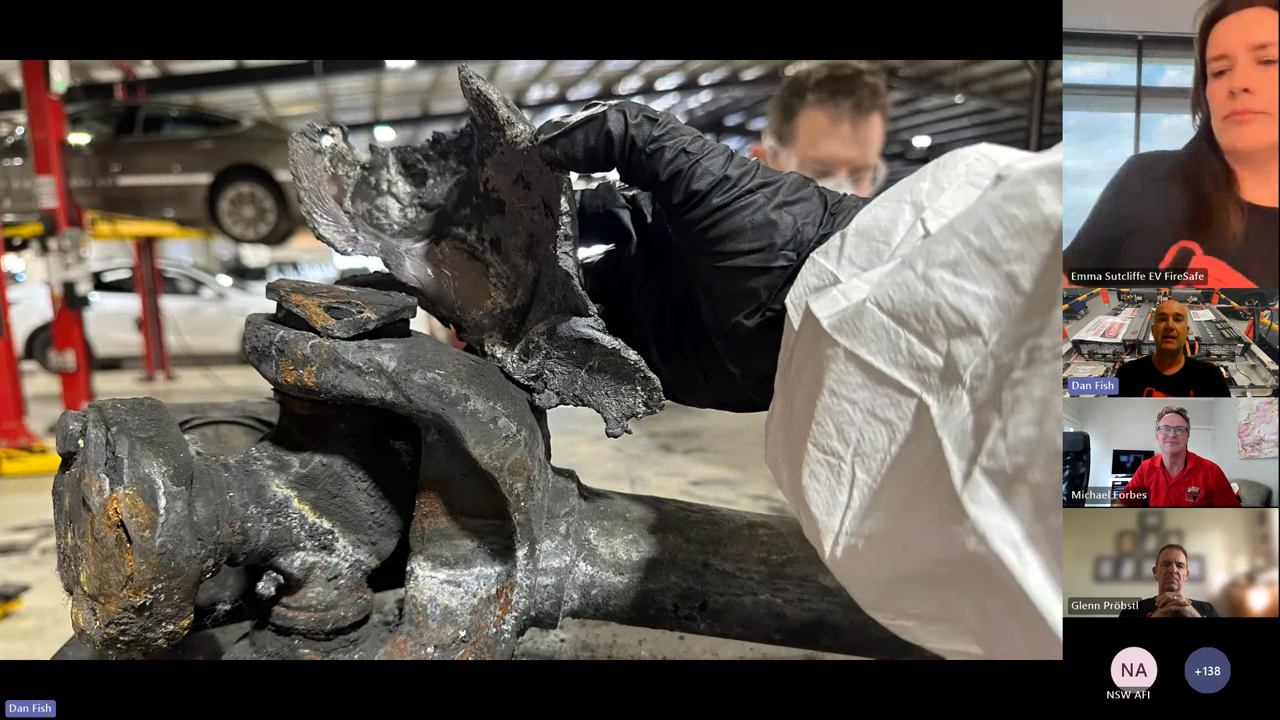 Emma Sutcliffe EV FireSafe
Dan Fish
Michael Forbes
Glenn Pröbstl
NA
+138
NSW AFI
Dan Fish